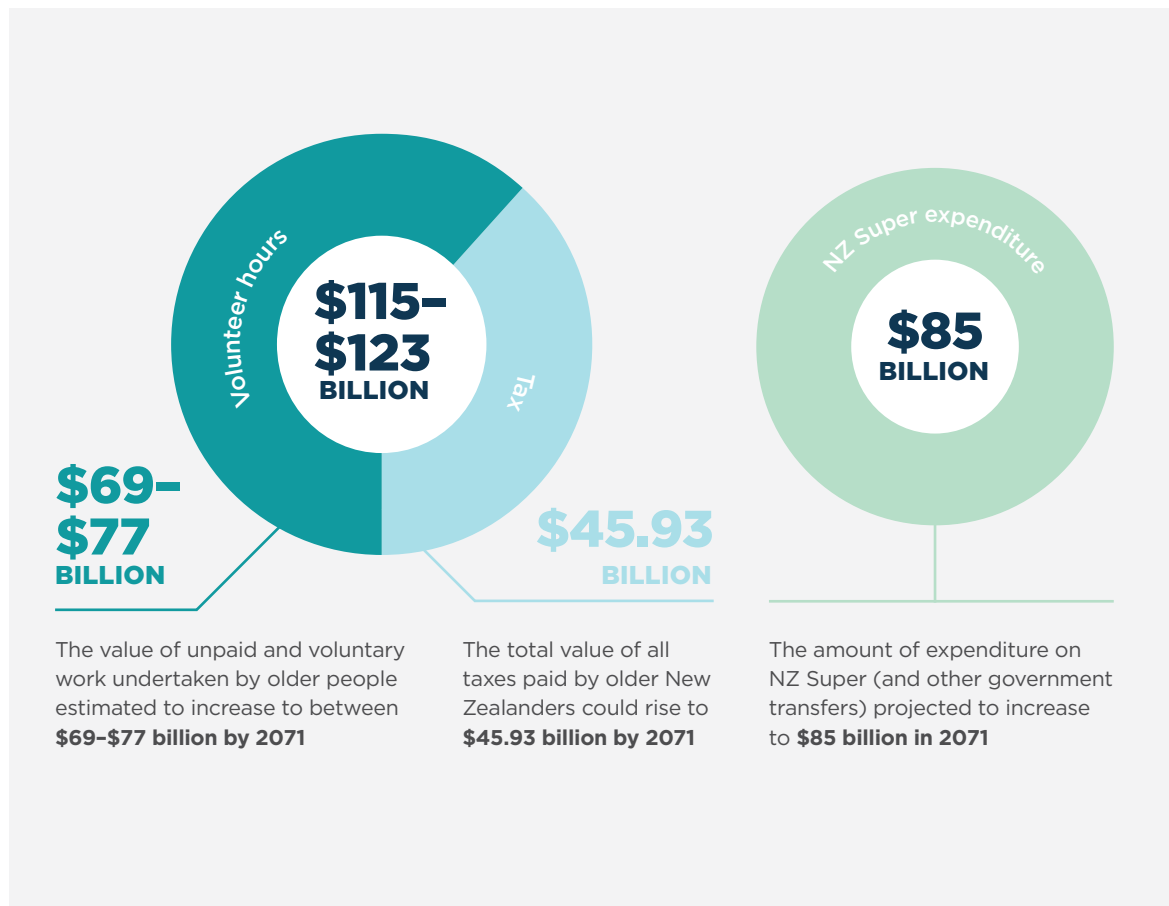 Volunteer hours
$115–
$123
BILLION
Tax
$69–
$77
BILLION
The value of unpaid and voluntary
work undertaken by older people
estimated to increase to between
$69–$77 billion by 2071
$45.93
BILLION
The total value of all
taxes paid by older New
Zealanders could rise to
$45.93 billion by 2071
NZ Super expenditure
$85
BILLION
The amount of expenditure on
NZ Super (and other government
transfers) projected to increase
to $85 billion in 2071